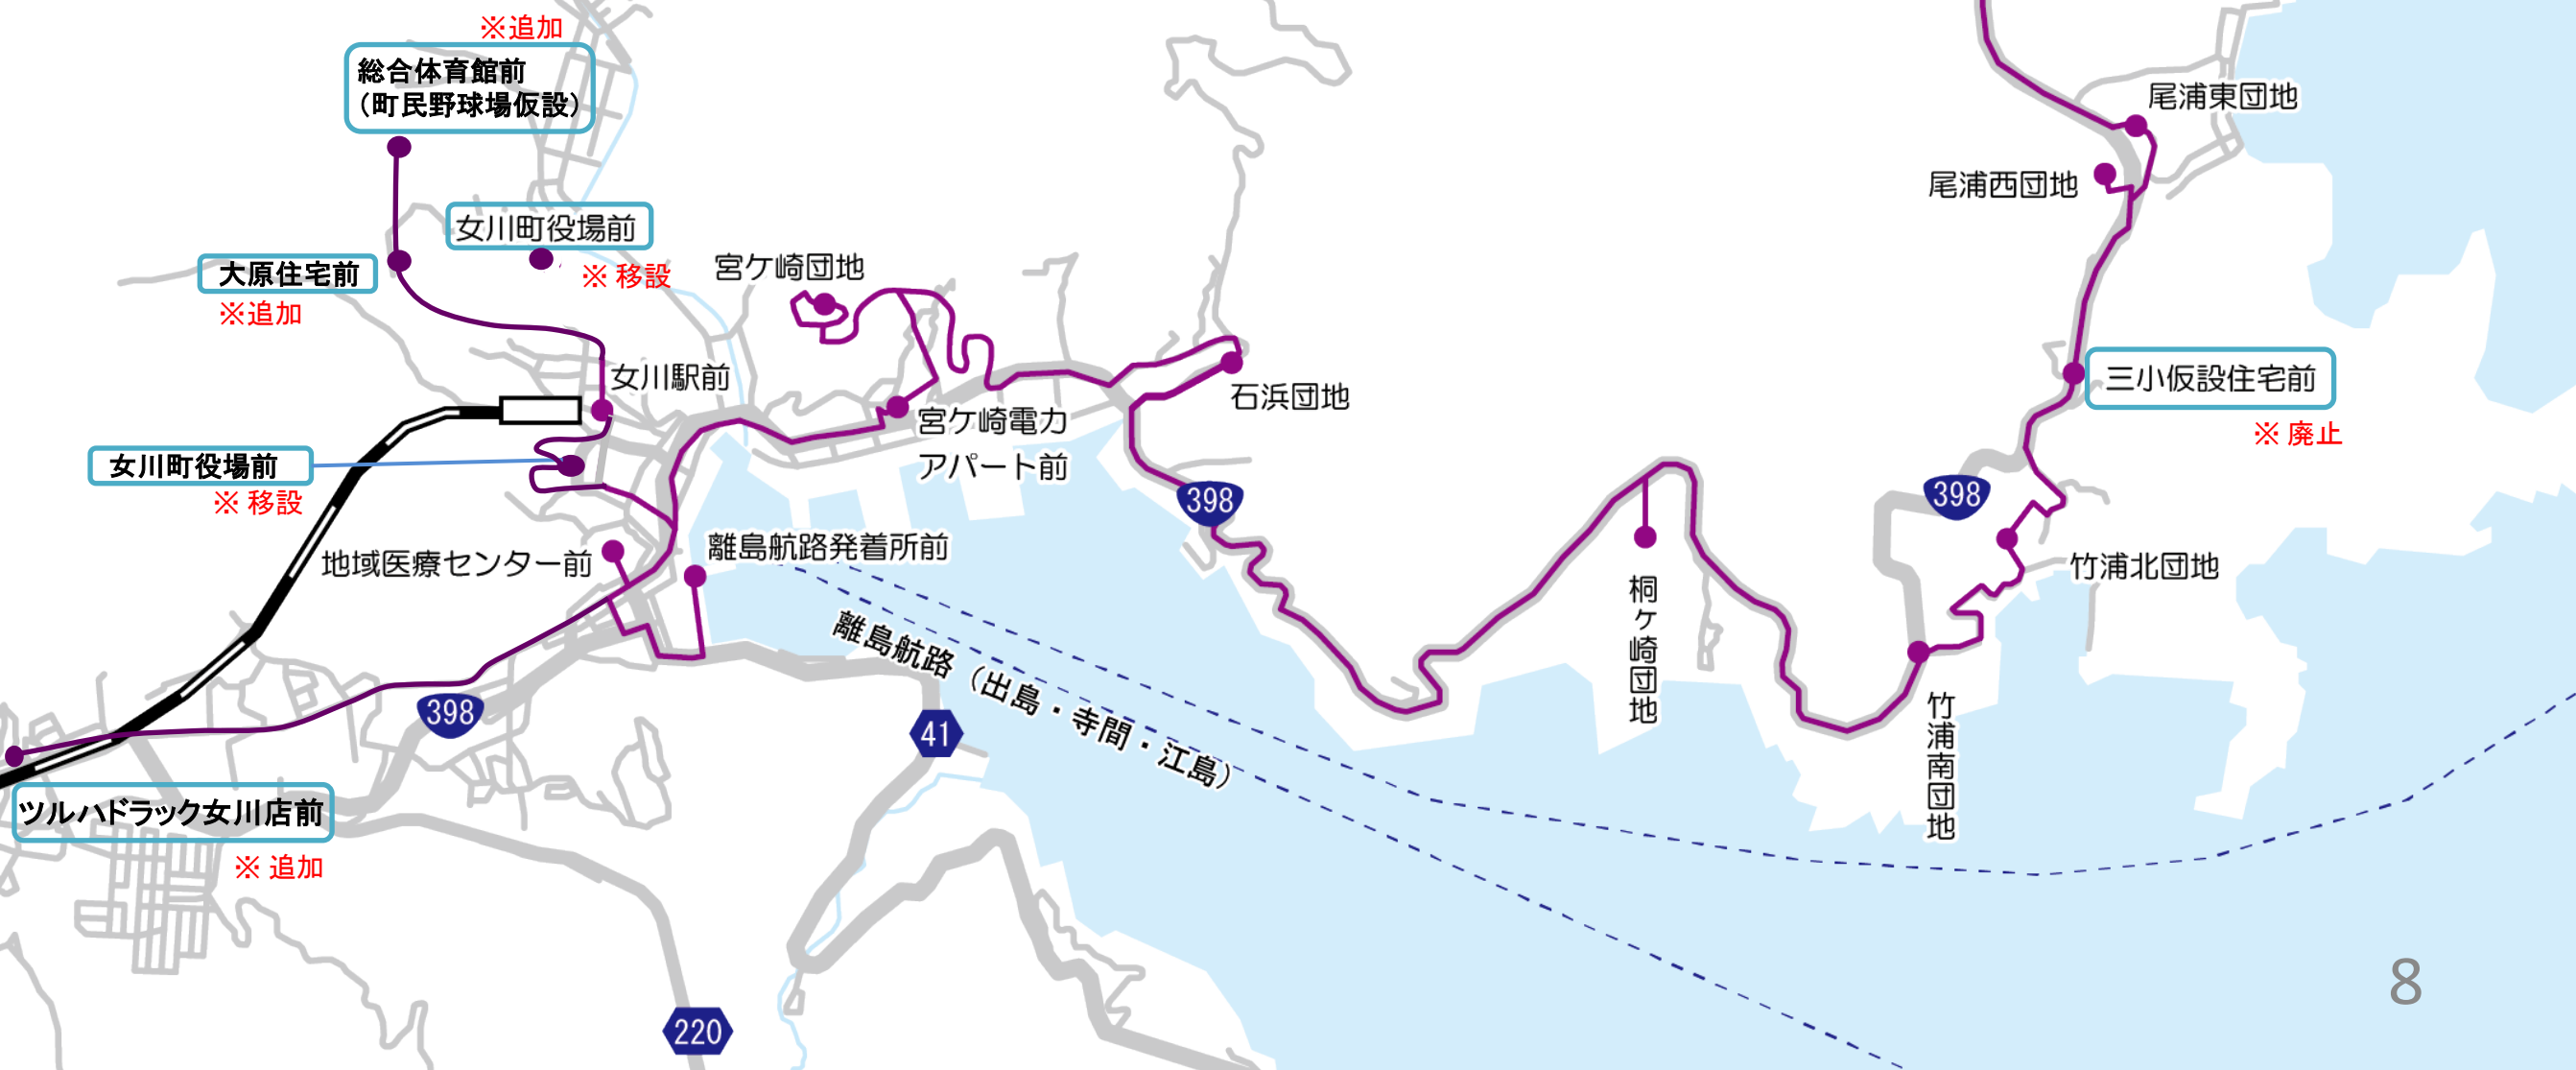 ※追加
総合体育館前
（町民野球場仮設）
女川町役場前
※ 移設
大原住宅前
※追加
宮ケ崎団地
女川駅前
宮ケ崎電力
アパート前
石浜団地
女川町役場前
※ 移設
地域医療センター前
離島航路発着所前
離島航路（出島・寺間・江島）
398
41
220
ツルハドラック女川店前
※ 追加
398
桐ヶ崎団地
竹浦南団地
398
竹浦北団地
三小仮設住宅前
※ 廃止
尾浦西団地
尾浦東団地
8